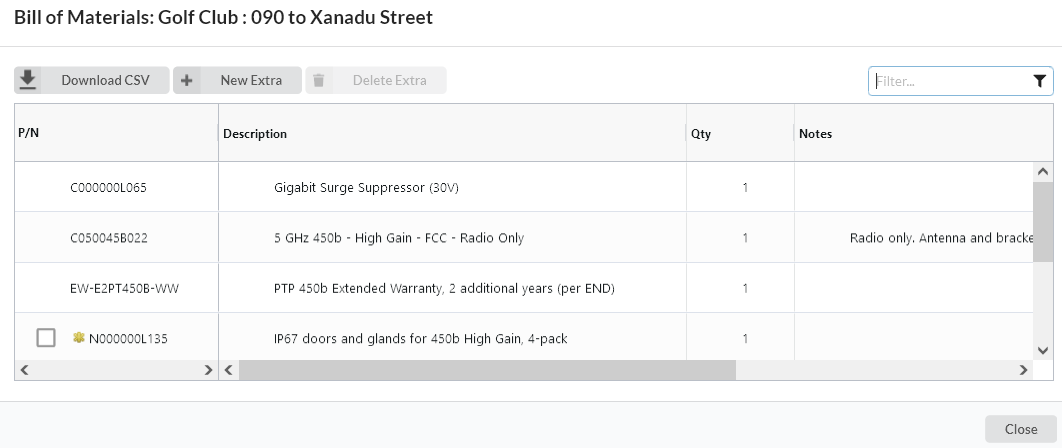 Bill of Materials: Golf Club : 090 to Xanadu Street
Download CSV New Extra Delete Extra Filter...
P/N Description Qty Notes
C000000L065 Gigabit Surge Suppressor (30V) 1
C050045B022 5 GHz 450b - High Gain - FCC - Radio Only 1 Radio only. Antenna and bracke
EW-E2PT450B-WW PTP 450b Extended Warranty, 2 additional years (per END) 1
N000000L135 IP67 doors and glands for 450b High Gain, 4-pack 1
Close